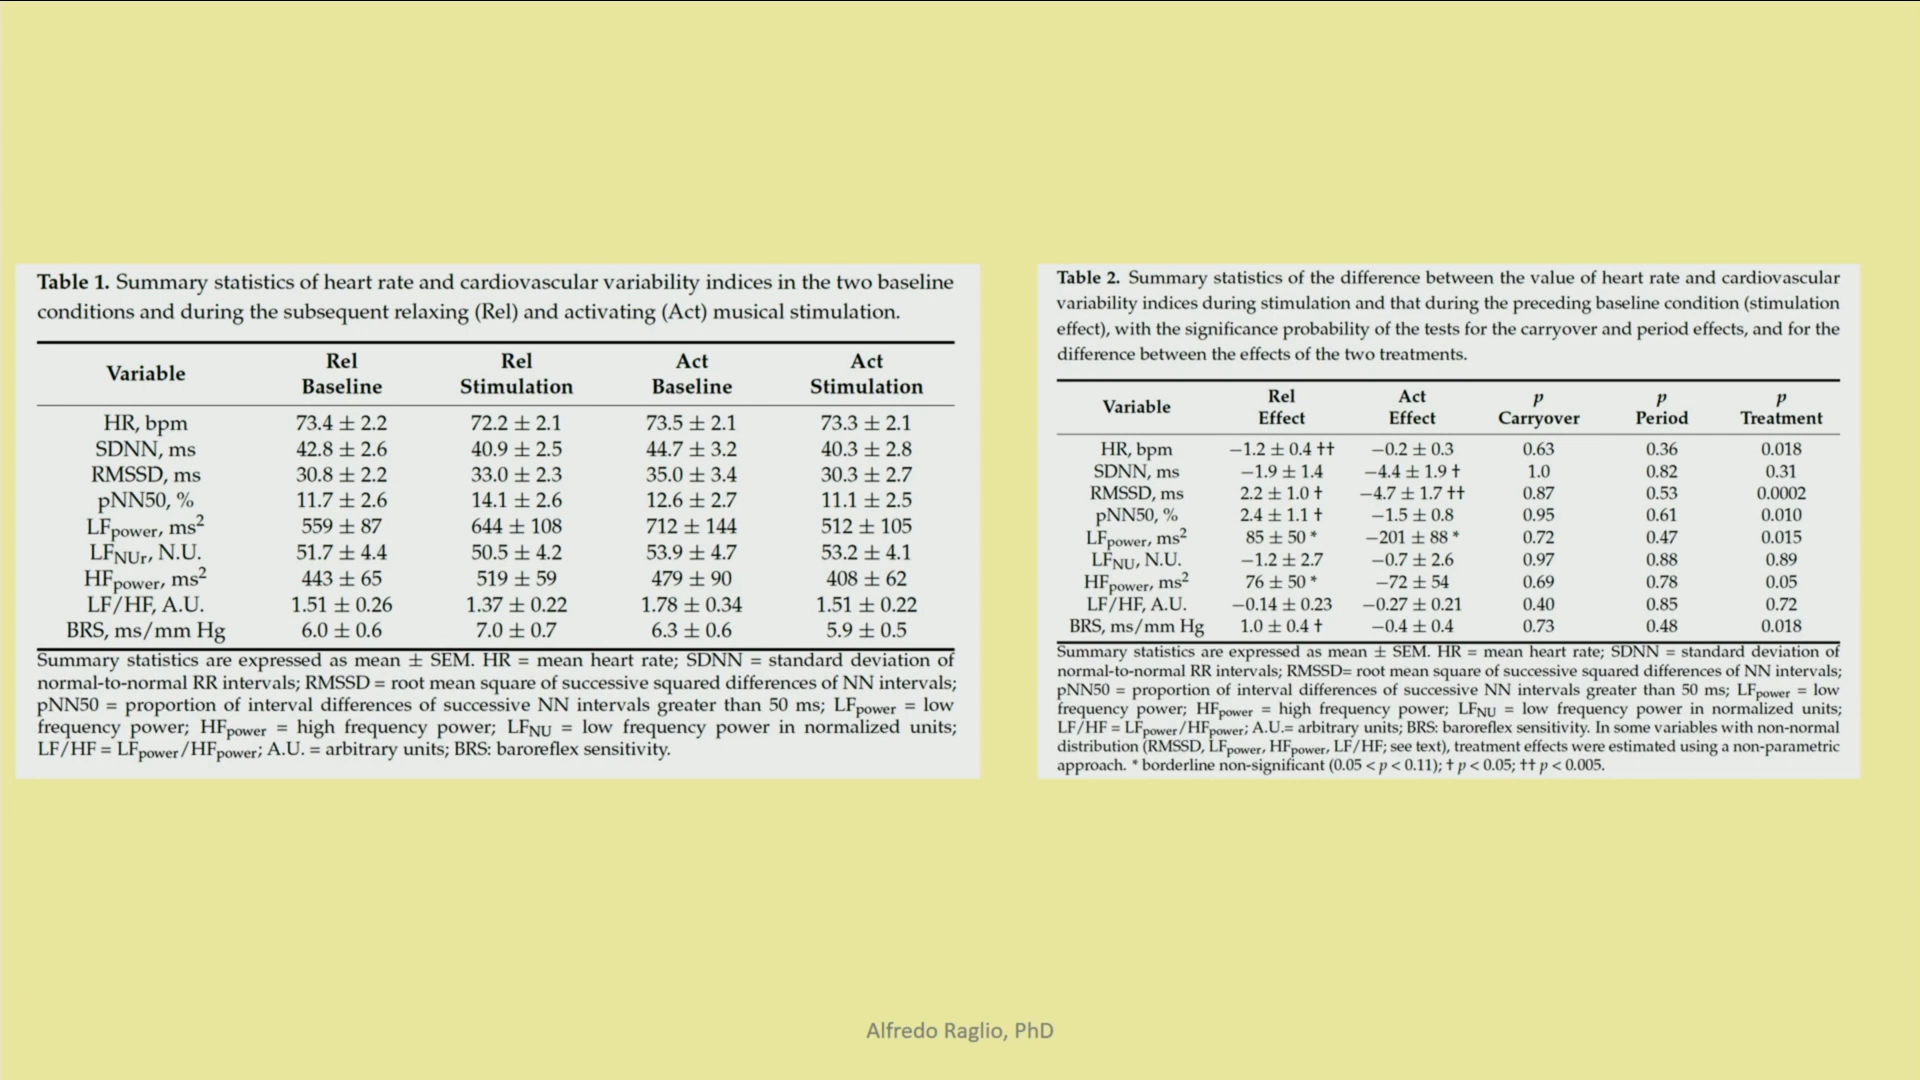 Table 1. Summary statistics of heart rate and cardiovascular variability indices in the two baseline
conditions and during the subsequent relaxing (Rel) and activating (Act) musical stimulation.
Variable Rel Baseline Rel Stimulation Act Baseline Act Stimulation
HR, bpm 73.4 ± 2.2 72.2 ± 2.1 73.5 ± 2.1 73.3 ± 2.1
SDNN, ms 42.8 ± 2.6 40.9 ± 2.5 44.7 ± 3.2 40.3 ± 2.8
RMSSD, ms 30.8 ± 2.2 33.0 ± 2.3 35.0 ± 3.4 30.3 ± 2.7
pNN50, % 11.7 ± 2.6 14.1 ± 2.6 12.6 ± 2.7 11.1 ± 2.5
LFpower, ms2 559 ± 87 644 ± 108 712 ± 144 512 ± 105
LFNUr, N.U. 51.7 ± 4.4 50.5 ± 4.2 53.9 ± 4.7 53.2 ± 4.1
HFpower, ms2 443 ± 65 519 ± 59 479 ± 90 408 ± 62
LF/HF, A.U. 1.51 ± 0.26 1.37 ± 0.22 1.78 ± 0.34 1.51 ± 0.22
BRS, ms/mm Hg 6.0 ± 0.6 7.0 ± 0.7 6.3 ± 0.6 5.9 ± 0.5
Summary statistics are expressed as mean ± SEM. HR = mean heart rate; SDNN = standard deviation of
normal-to-normal RR intervals; RMSSD = root mean square of successive squared differences of NN intervals;
pNN50 = proportion of interval differences of successive NN intervals greater than 50 ms; LFpower = low
frequency power; HFpower = high frequency power; LFNU = low frequency power in normalized units;
LF/HF = LFpower/HFpower; A.U. = arbitrary units; BRS: baroreflex sensitivity.
Table 2. Summary statistics of the difference between the value of heart rate and cardiovascular
variability indices during stimulation and that during the preceding baseline condition (stimulation
effect), with the significance probability of the tests for the carryover and period effects, and for the
difference between the effects of the two treatments.
Variable Rel Effect Act Effect p Carryover p Period p Treatment
HR, bpm −1.2 ± 0.4 †† −0.2 ± 0.3 0.63 0.36 0.018
SDNN, ms −1.9 ± 1.4 −4.4 ± 1.9 † 1.0 0.82 0.31
RMSSD, ms 2.2 ± 1.0 † −4.7 ± 1.7 †† 0.87 0.53 0.0002
pNN50, % 2.4 ± 1.1 † −1.5 ± 0.8 0.95 0.61 0.010
LFpower, ms2 85 ± 50 * −201 ± 88 * 0.72 0.47 0.015
LFNU, N.U. −1.2 ± 2.7 −0.7 ± 2.6 0.97 0.88 0.89
HFpower, ms2 76 ± 50 * −72 ± 54 0.69 0.78 0.05
LF/HF, A.U. −0.14 ± 0.23 −0.27 ± 0.21 0.40 0.85 0.72
BRS, ms/mm Hg 1.0 ± 0.4 † −0.4 ± 0.4 0.73 0.48 0.018
Summary statistics are expressed as mean ± SEM. HR = mean heart rate; SDNN = standard deviation of
normal-to-normal RR intervals; RMSSD= root mean square of successive squared differences of NN intervals;
pNN50 = proportion of interval differences of successive NN intervals greater than 50 ms; LFpower = low
frequency power; HFpower = high frequency power; LFNU = low frequency power in normalized units;
LF/HF = LFpower/HFpower; A.U.= arbitrary units; BRS: baroreflex sensitivity. In some variables with non-normal
distribution (RMSSD, LFpower, HFpower, LF/HF; see text), treatment effects were estimated using a non-parametric
approach. * borderline non-significant (0.05 < p < 0.11); † p < 0.05; †† p < 0.005.
Alfredo Raglio, PhD